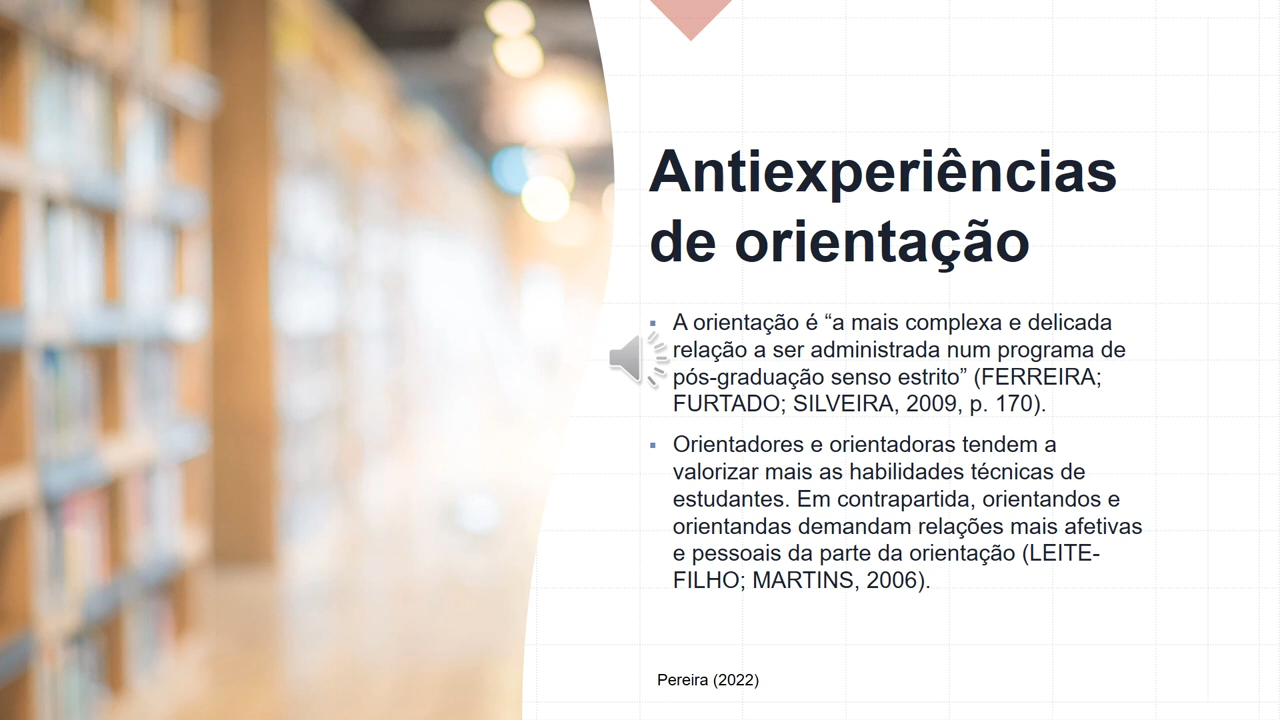 Antiexperiências
de orientação
▪ A orientação é “a mais complexa e delicada
relação a ser administrada num programa de
pós-graduação senso estrito” (FERREIRA;
FURTADO; SILVEIRA, 2009, p. 170).
▪ Orientadores e orientadoras tendem a
valorizar mais as habilidades técnicas de
estudantes. Em contrapartida, orientandos e
orientandas demandam relações mais afetivas
e pessoais da parte da orientação (LEITE-
FILHO; MARTINS, 2006).
Pereira (2022)